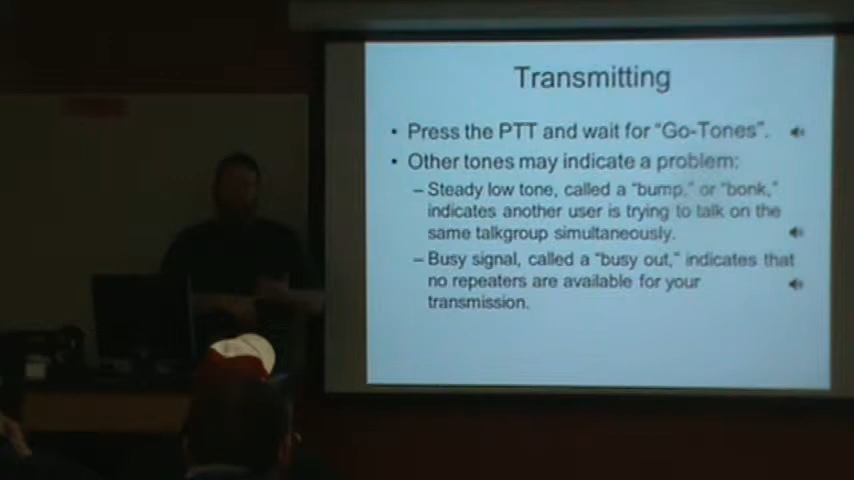 Transmitting
• Press the PTT and wait for "Go-Tones".
• Other tones may indicate a problem:
– Steady low tone, called a "bump," or "bonk,"
indicates another user is trying to talk on the
same talkgroup simultaneously.
– Busy signal, called a "busy out," indicates that
no repeaters are available for your
transmission.